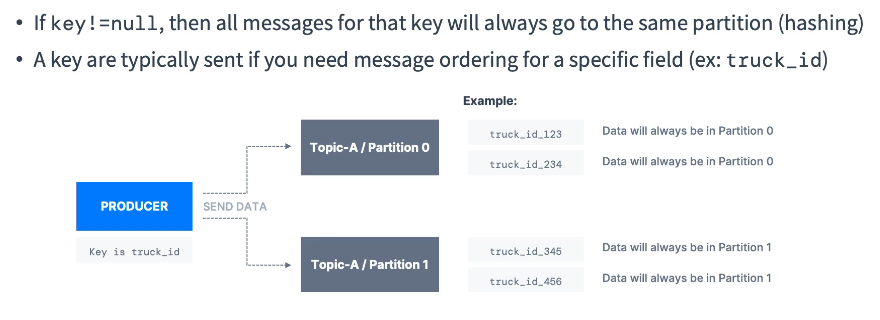 • If key!=null, then all messages for that key will always go to the same partition (hashing)
• A key are typically sent if you need message ordering for a specific field (ex: truck_id)
Example:
Topic-A / Partition 0
truck_id_123
Data will always be in Partition 0
truck_id_234
Data will always be in Partition 0
PRODUCER
SEND DATA
Key is truck_id
Topic-A / Partition 1
truck_id_345
Data will always be in Partition 1
truck_id_456
Data will always be in Partition 1